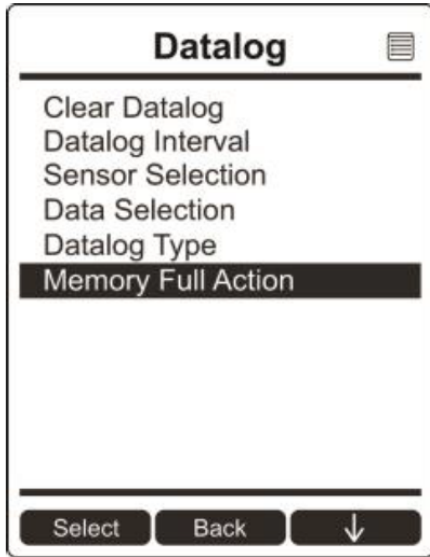 Datalog
Clear Datalog
Datalog Interval
Sensor Selection
Data Selection
Datalog Type
Memory Full Action
Select Back ↓